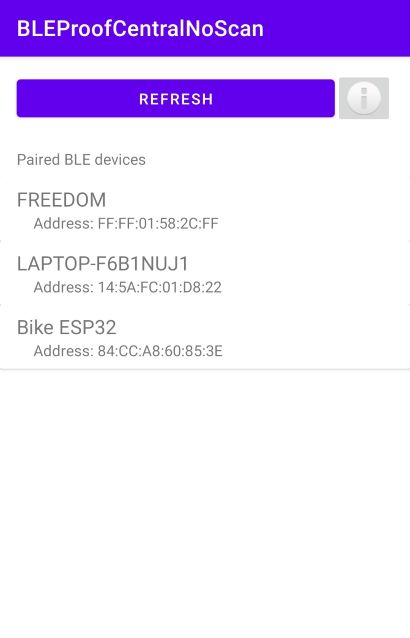 BLEProofCentralNoScan
REFRESH
Paired BLE devices
FREEDOM
Address: FF:FF:01:58:2C:FF
LAPTOP-F6B1NUJ1
Address: 14:5A:FC:01:D8:22
Bike ESP32
Address: 84:CC:A8:60:85:3E